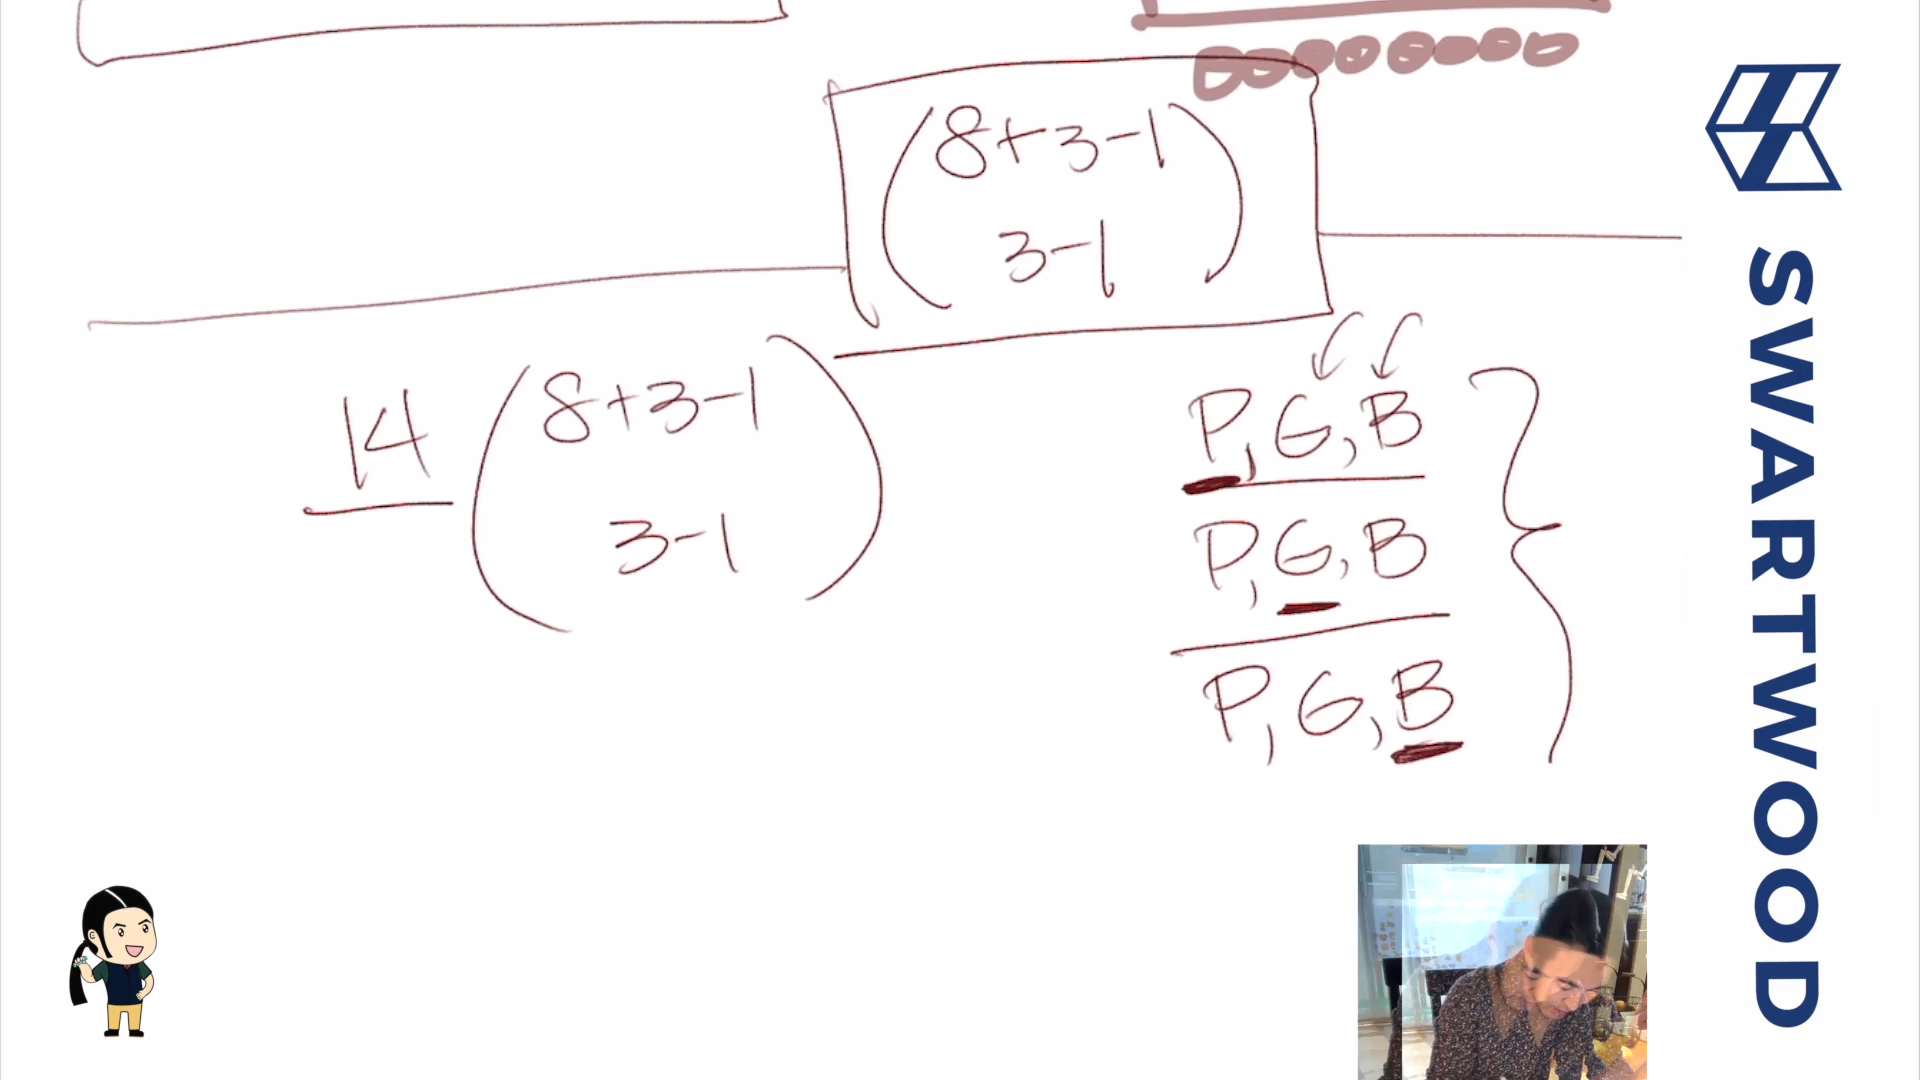 (8+3-1
3-1)
14 (8+3-1
3-1)
P, G, B
P, G, B
P, G, B
SWARTWOOD